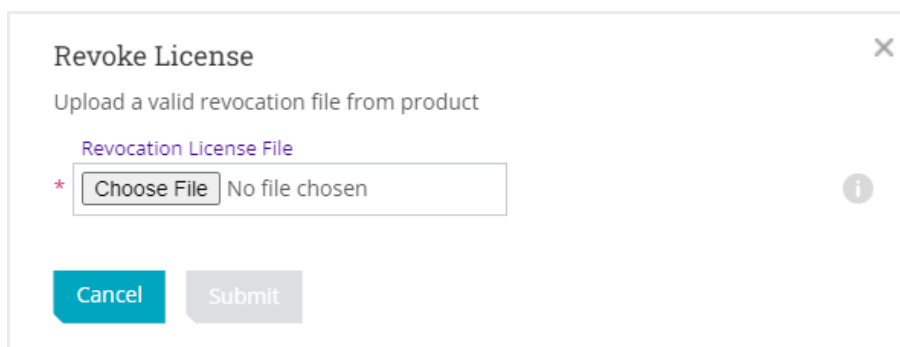 Revoke License
Upload a valid revocation file from product
Revocation License File
* Choose File No file chosen
Cancel Submit